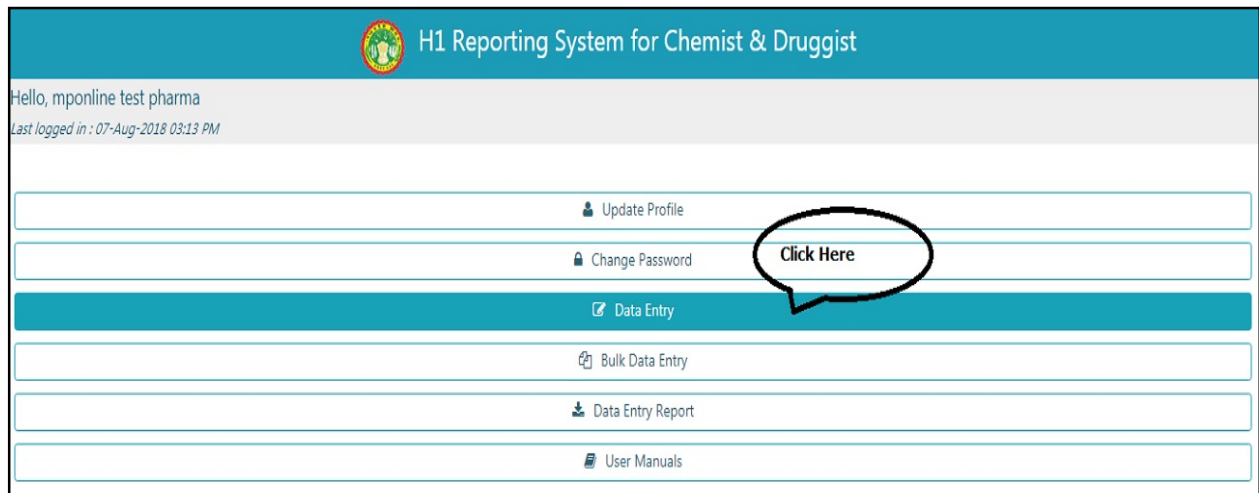 H1 Reporting System for Chemist & Druggist
Hello, mponline test pharma
Last logged in : 07-Aug-2018 03:13 PM
Update Profile
Change Password
Click Here
Data Entry
Bulk Data Entry
Data Entry Report
User Manuals